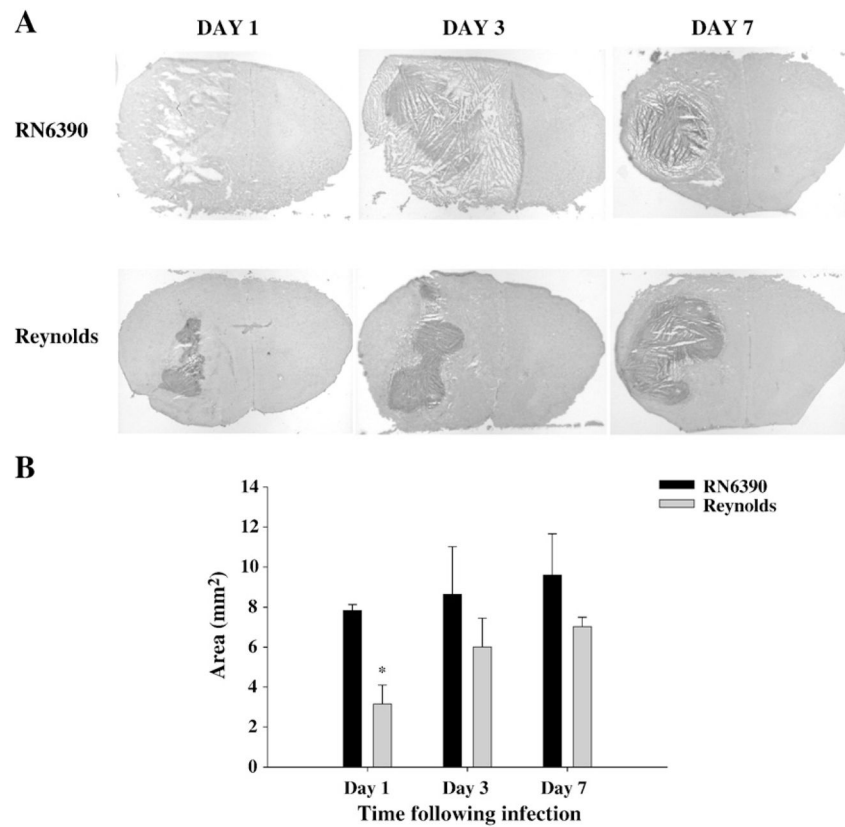 A
DAY 1 DAY 3 DAY 7
RN6390
Reynolds
B
RN6390
Reynolds
14
12
10
8
6
4
2
0
Area (mm²)
*
Day 1 Day 3 Day 7
Time following infection